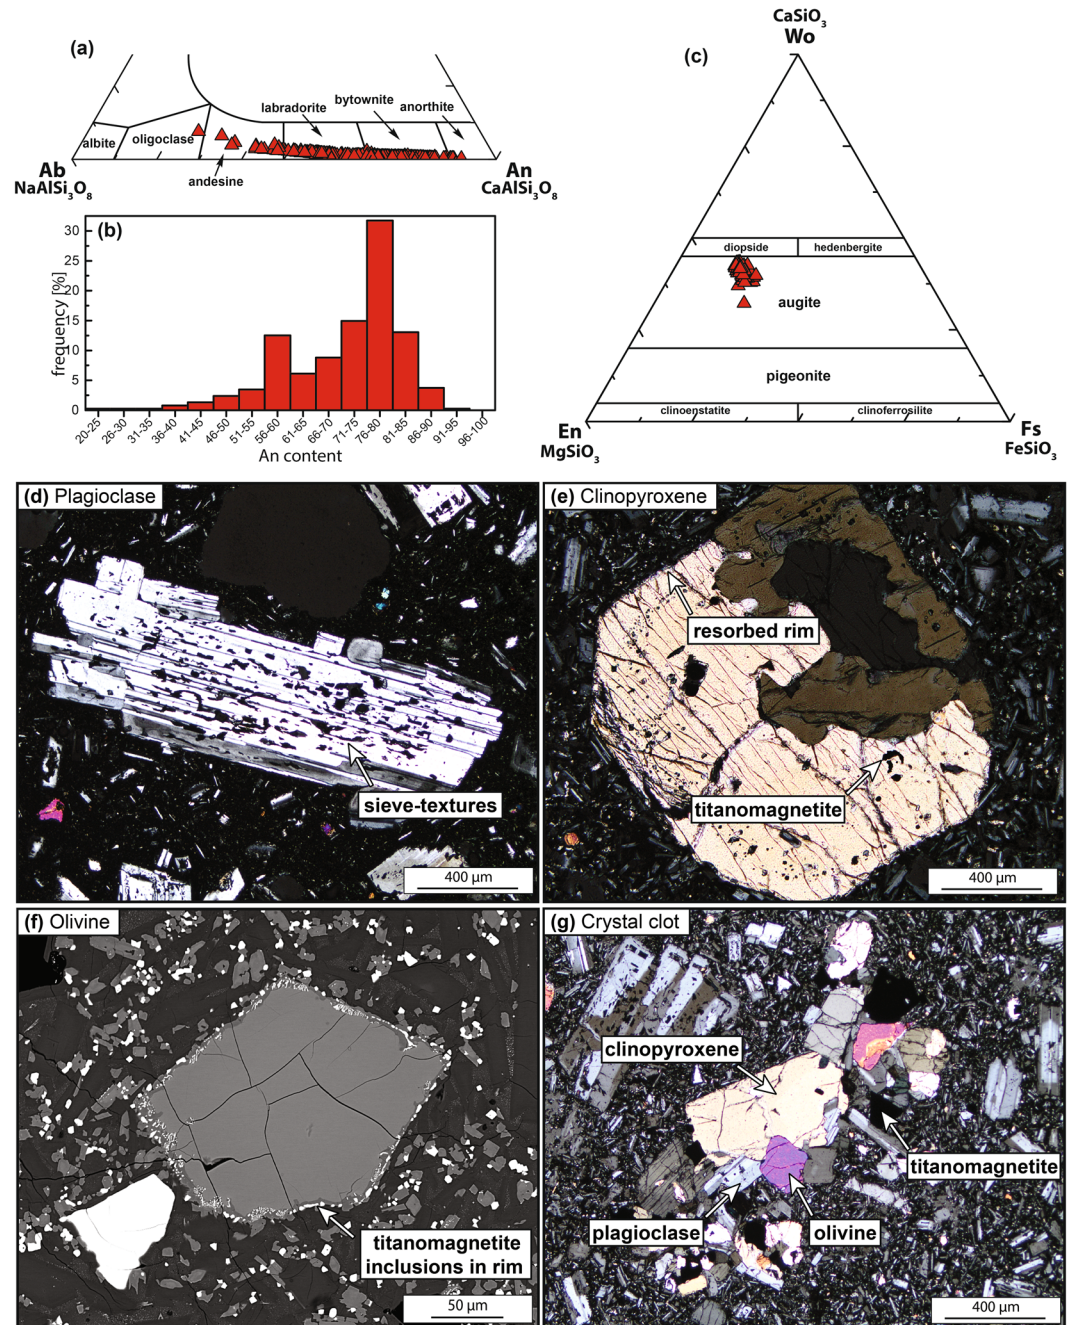 (a)
labradorite
bytownite
anorthite
albite
oligoclase
andesine
Ab
NaAlSi3O8
An
CaAlSi3O8
(b)
frequency [%]
30
25
20
15
10
5
0
20-25
26-30
31-35
36-40
41-45
46-50
51-55
56-60
61-65
66-70
71-75
76-80
81-85
86-90
91-95
96-100
An content
(c)
CaSiO3
Wo
diopside
hedenbergite
augite
pigeonite
clinoenstatite
clinoferrosilite
En
MgSiO3
Fs
FeSiO3
(d) Plagioclase
sieve-textures
400 µm
(e) Clinopyroxene
resorbed rim
titanomagnetite
400 µm
(f) Olivine
titanomagnetite
inclusions in rim
50 µm
(g) Crystal clot
clinopyroxene
titanomagnetite
plagioclase
olivine
400 µm